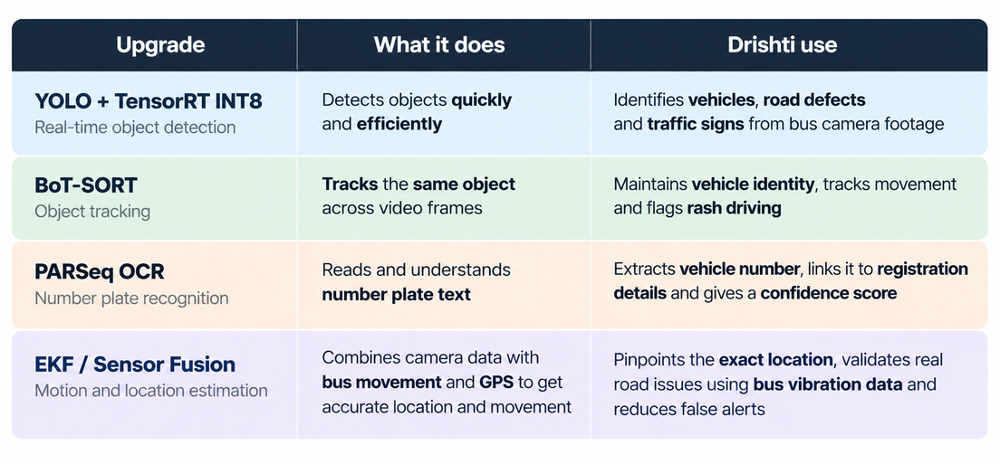 Upgrade
What it does
Drishti use
YOLO + TensorRT INT8
Real-time object detection
Detects objects quickly
and efficiently
Identifies vehicles, road defects
and traffic signs from bus camera footage
BoT-SORT
Object tracking
Tracks the same object
across video frames
Maintains vehicle identity, tracks movement
and flags rash driving
PARSeq OCR
Number plate recognition
Reads and understands
number plate text
Extracts vehicle number, links it to registration
details and gives a confidence score
EKF / Sensor Fusion
Motion and location estimation
Combines camera data with
bus movement and GPS to get
accurate location and movement
Pinpoints the exact location, validates real
road issues using bus vibration data and
reduces false alerts